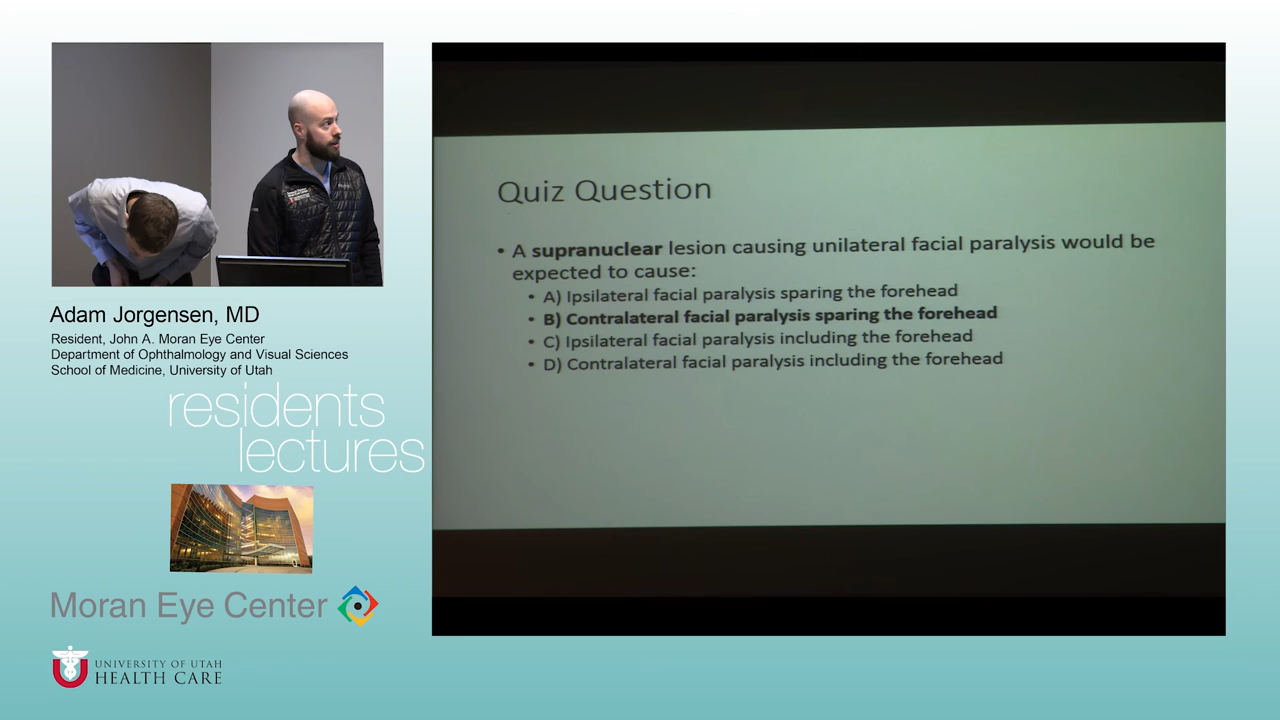 Adam Jorgensen, MD
Resident, John A. Moran Eye Center
Department of Ophthalmology and Visual Sciences
School of Medicine, University of Utah
residents
lectures
Moran Eye Center
UNIVERSITY OF UTAH
HEALTH CARE
Quiz Question
• A supranuclear lesion causing unilateral facial paralysis would be
expected to cause:
• A) Ipsilateral facial paralysis sparing the forehead
• B) Contralateral facial paralysis sparing the forehead
• C) Ipsilateral facial paralysis including the forehead
• D) Contralateral facial paralysis including the forehead